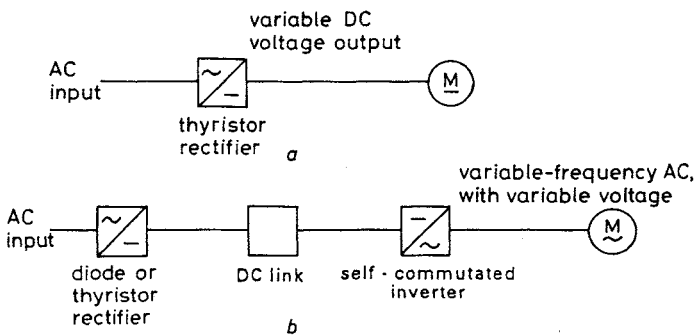 variable DC
voltage output
AC
input
~
–
M
thyristor
rectifier
a
variable-frequency AC,
with variable voltage
AC
input
~
–
–
~
M
~
diode or
thyristor
rectifier
DC link
self - commutated
inverter
b